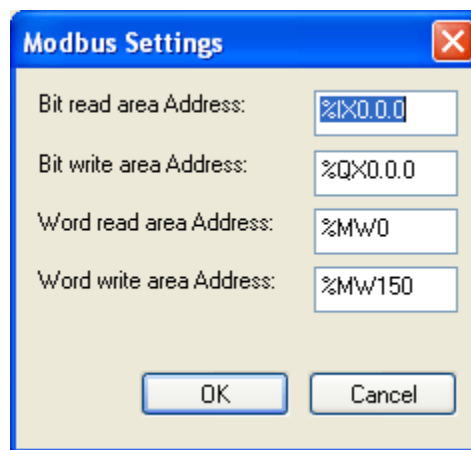 Modbus Settings
Bit read area Address: %IX0.0.0
Bit write area Address: %QX0.0.0
Word read area Address: %MW0
Word write area Address: %MW150
OK Cancel